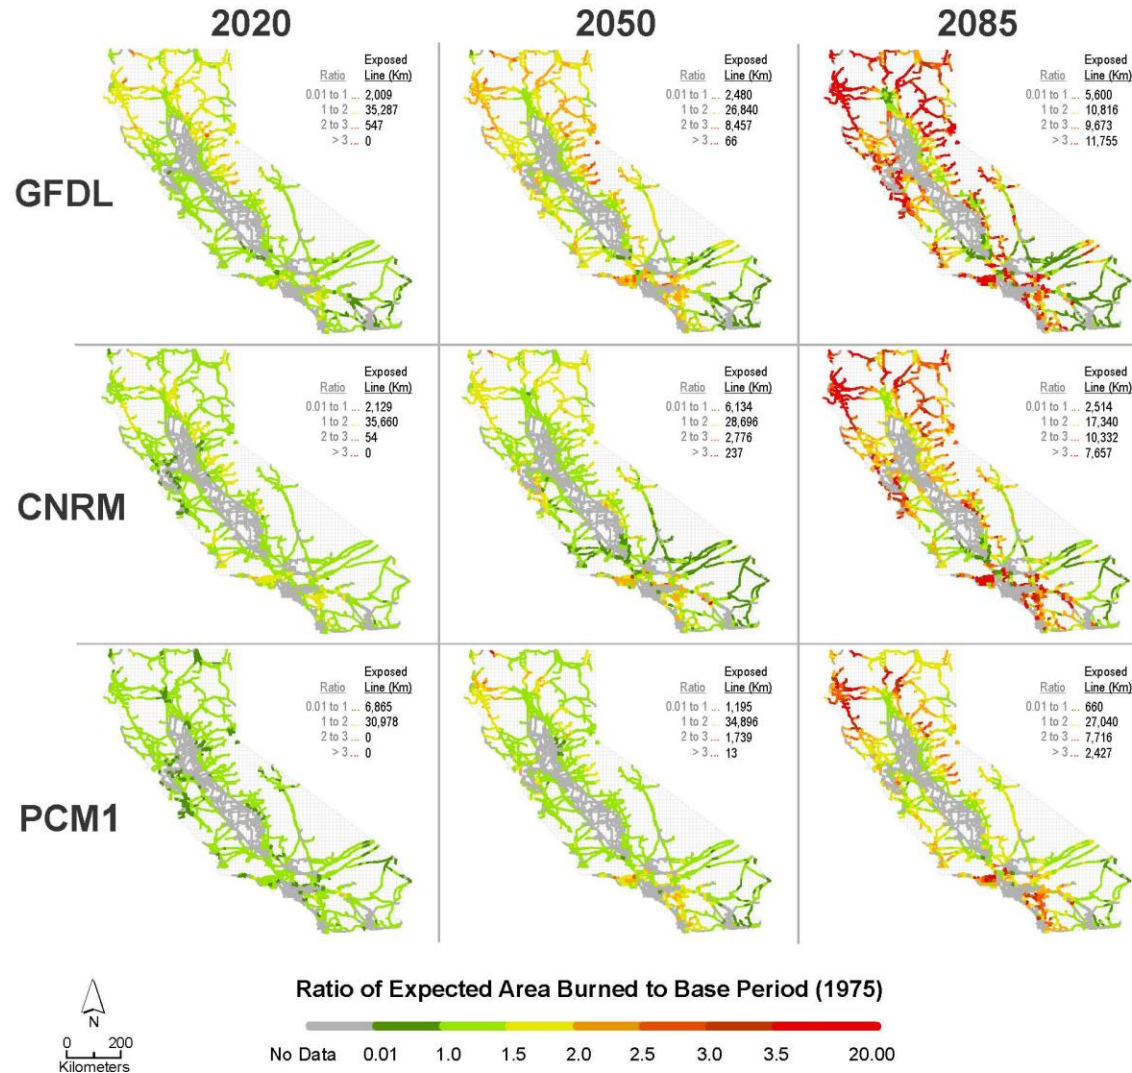 2020 2050 2085
GFDL
Exposed
Ratio Line (Km)
0.01 to 1 ... 2,009
1 to 2 ... 35,287
2 to 3 ... 547
> 3 ... 0
Exposed
Ratio Line (Km)
0.01 to 1 ... 2,480
1 to 2 ... 26,840
2 to 3 ... 8,457
> 3 ... 66
Exposed
Ratio Line (Km)
0.01 to 1 ... 5,600
1 to 2 ... 10,816
2 to 3 ... 9,673
> 3 ... 11,755
CNRM
Exposed
Ratio Line (Km)
0.01 to 1 ... 2,129
1 to 2 ... 35,660
2 to 3 ... 54
> 3 ... 0
Exposed
Ratio Line (Km)
0.01 to 1 ... 6,134
1 to 2 ... 28,696
2 to 3 ... 2,776
> 3 ... 237
Exposed
Ratio Line (Km)
0.01 to 1 ... 2,514
1 to 2 ... 17,340
2 to 3 ... 10,332
> 3 ... 7,657
PCM1
Exposed
Ratio Line (Km)
0.01 to 1 ... 6,865
1 to 2 ... 30,978
2 to 3 ... 0
> 3 ... 0
Exposed
Ratio Line (Km)
0.01 to 1 ... 1,195
1 to 2 ... 34,896
2 to 3 ... 1,739
> 3 ... 13
Exposed
Ratio Line (Km)
0.01 to 1 ... 660
1 to 2 ... 27,040
2 to 3 ... 7,716
> 3 ... 2,427
N
0 200
Kilometers
Ratio of Expected Area Burned to Base Period (1975)
No Data 0.01 1.0 1.5 2.0 2.5 3.0 3.5 20.00